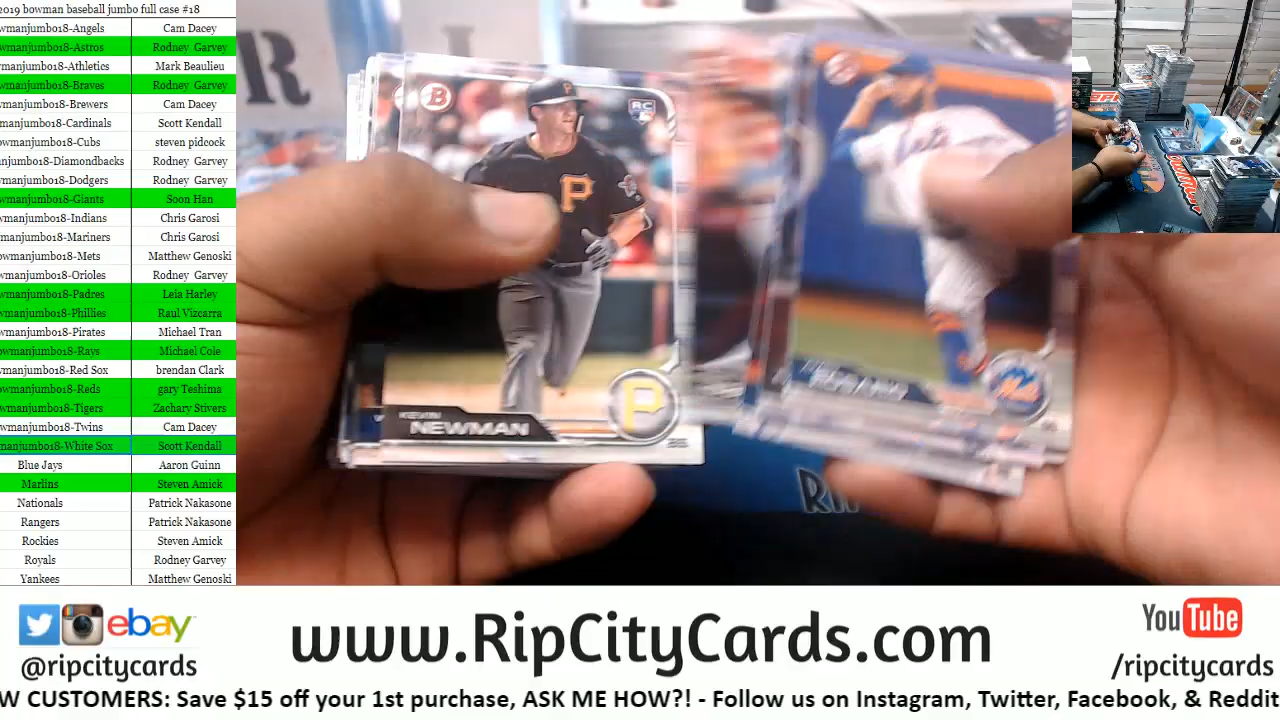 2019 bowman baseball jumbo full case #18
wmanjumbo18-Angels Cam Dacey
wmanjumbo18-Astros Rodney Garvey
wmanjumbo18-Athletics Mark Beaulieu
wmanjumbo18-Braves Rodney Garvey
wmanjumbo18-Brewers Cam Dacey
manjumbo18-Cardinals Scott Kendall
owmanjumbo18-Cubs steven pidcock
njumbo18-Diamondbacks Rodney Garvey
manjumbo18-Dodgers Rodney Garvey
wmanjumbo18-Giants Soon Han
wmanjumbo18-Indians Chris Garosi
manjumbo18-Mariners Chris Garosi
wmanjumbo18-Mets Matthew Genoski
wmanjumbo18-Orioles Rodney Garvey
wmanjumbo18-Padres Leia Harley
wmanjumbo18-Phillies Raul Vizcarra
wmanjumbo18-Pirates Michael Tran
wmanjumbo18-Rays Michael Cole
wmanjumbo18-Red Sox brendan Clark
wmanjumbo18-Reds gary Teshima
wmanjumbo18-Tigers Zachary Stivers
wmanjumbo18-Twins Cam Dacey
manjumbo18-White Sox Scott Kendall
Blue Jays Aaron Guinn
Marlins Steven Amick
Nationals Patrick Nakasone
Rangers Patrick Nakasone
Rockies Steven Amick
Royals Rodney Garvey
Yankees Matthew Genoski
B
RC
P
KEVIN
NEWMAN
P
ebay
@ripcitycards
www.RipCityCards.com
YouTube
/ripcitycards
W CUSTOMERS: Save $15 off your 1st purchase, ASK ME HOW?! - Follow us on Instagram, Twitter, Facebook, & Reddit